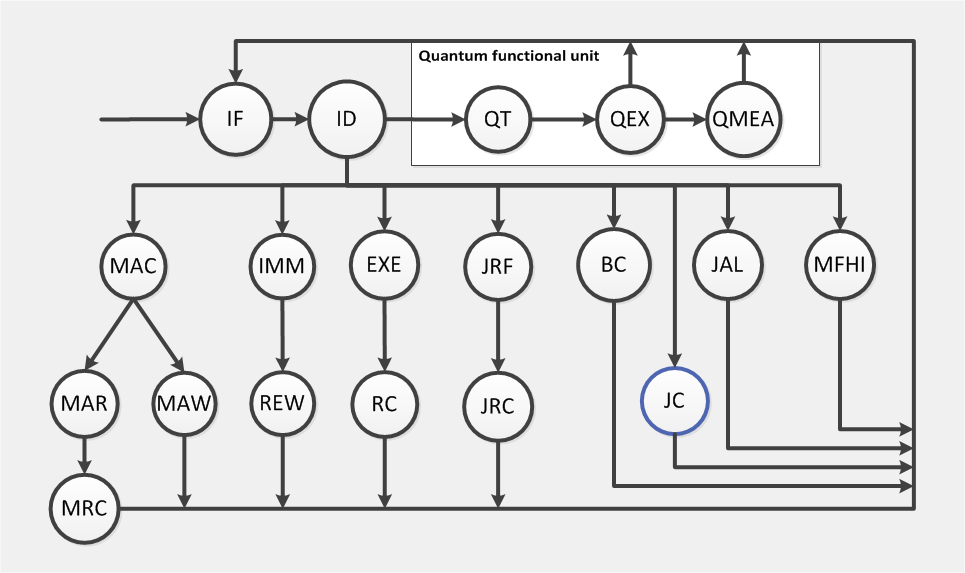 Quantum functional unit
IF
ID
QT
QEX
QMEA
MAC
IMM
EXE
JRF
BC
JAL
MFHI
MAR
MAW
REW
RC
JRC
JC
MRC